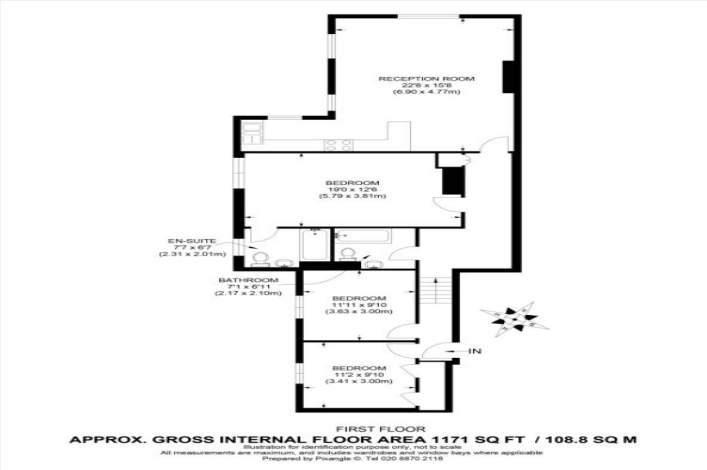 RECEPTION ROOM
22'8 x 15'8
(6.90 x 4.77m)
BEDROOM
19'0 x 12'6
(5.79 x 3.81m)
EN-SUITE
7'7 x 6'7
(2.31 x 2.01m)
BATHROOM
7'1 x 6'11
(2.17 x 2.10m)
BEDROOM
11'11 x 9'10
(3.63 x 3.00m)
IN
BEDROOM
11'2 x 9'10
(3.41 x 3.00m)
FIRST FLOOR
APPROX. GROSS INTERNAL FLOOR AREA 1171 SQ FT / 108.8 SQ M
Illustration for identification purpose only, not to scale
All measurements are maximum, and includes wardrobes and window bays where applicable
Prepared by Pixangle ©. Tel 020 8870 2118